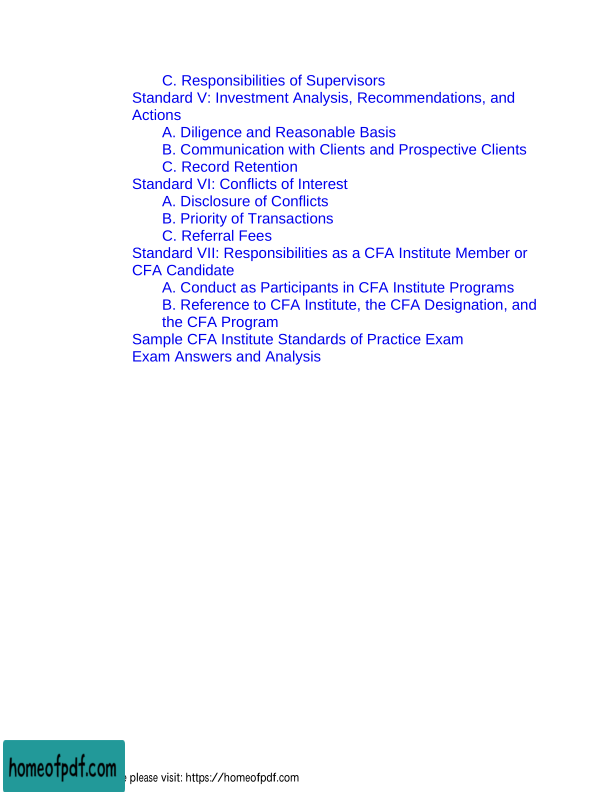 C. Responsibilities of Supervisors
Standard V: Investment Analysis, Recommendations, and
Actions
A. Diligence and Reasonable Basis
B. Communication with Clients and Prospective Clients
C. Record Retention
Standard VI: Conflicts of Interest
A. Disclosure of Conflicts
B. Priority of Transactions
C. Referral Fees
Standard VII: Responsibilities as a CFA Institute Member or
CFA Candidate
A. Conduct as Participants in CFA Institute Programs
B. Reference to CFA Institute, the CFA Designation, and
the CFA Program
Sample CFA Institute Standards of Practice Exam
Exam Answers and Analysis
homeofpdf.com
please visit: https://homeofpdf.com